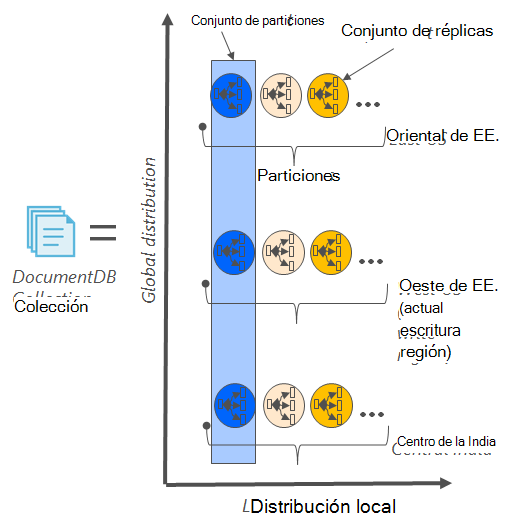 Conjunto de particiones
Conjunto de réplicas
Oriental de EE.
Particiones
Global distribution
DocumentDB
Colección
Oeste de EE.
(actual
escritura
región)
Centro de la India
Distribución local